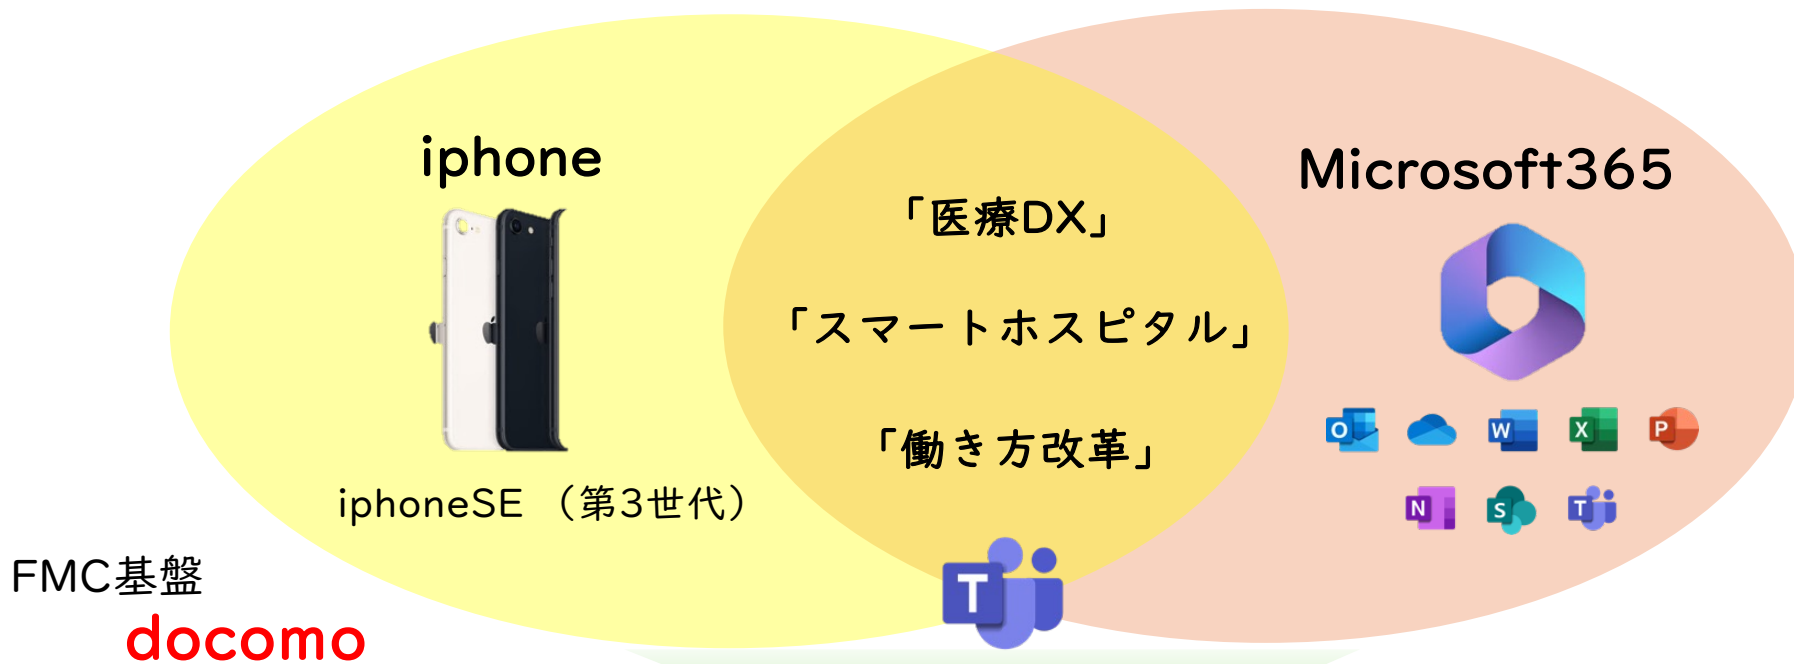 iphone
Microsoft365
「医療DX」
「スマートホスピタル」
「働き方改革」
iphoneSE （第3世代）
O
W
X
P
N
S
T
T
FMC基盤
docomo